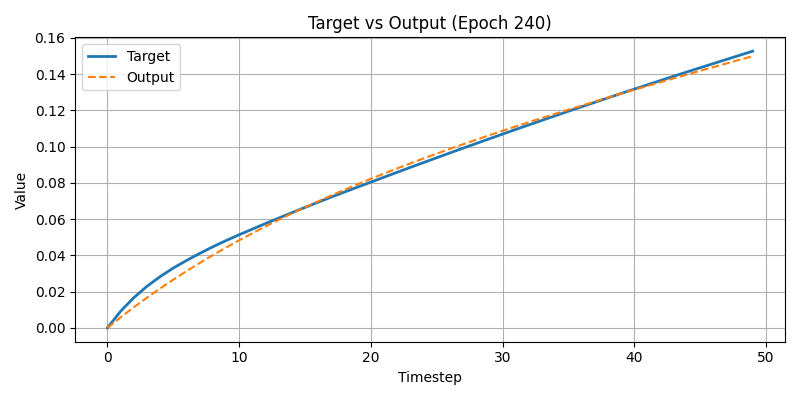 Target vs Output (Epoch 240)
Target
Output
Value
0.16
0.14
0.12
0.10
0.08
0.06
0.04
0.02
0.00
0 10 20 30 40 50
Timestep